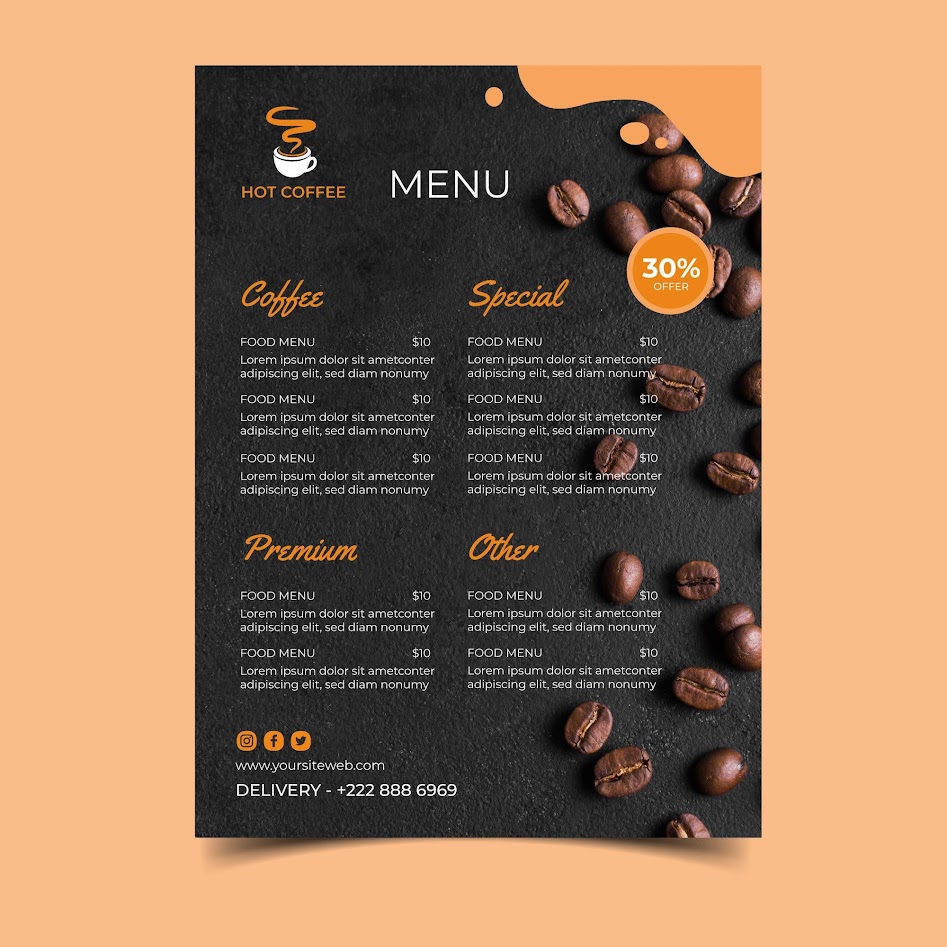 HOT COFFEE
MENU
30%
OFFER
Coffee
FOOD MENU $10
Lorem ipsum dolor sit ametconter
adipiscing elit, sed diam nonumy
FOOD MENU $10
Lorem ipsum dolor sit ametconter
adipiscing elit, sed diam nonumy
FOOD MENU $10
Lorem ipsum dolor sit ametconter
adipiscing elit, sed diam nonumy
Special
FOOD MENU $10
Lorem ipsum dolor sit ametconter
adipiscing elit, sed diam nonumy
FOOD MENU $10
Lorem ipsum dolor sit ametconter
adipiscing elit, sed diam nonumy
FOOD MENU $10
Lorem ipsum dolor sit ametconter
adipiscing elit, sed diam nonumy
Premium
FOOD MENU $10
Lorem ipsum dolor sit ametconter
adipiscing elit, sed diam nonumy
FOOD MENU $10
Lorem ipsum dolor sit ametconter
adipiscing elit, sed diam nonumy
Other
FOOD MENU $10
Lorem ipsum dolor sit ametconter
adipiscing elit, sed diam nonumy
FOOD MENU $10
Lorem ipsum dolor sit ametconter
adipiscing elit, sed diam nonumy
www.yoursiteweb.com
DELIVERY - +222 888 6969